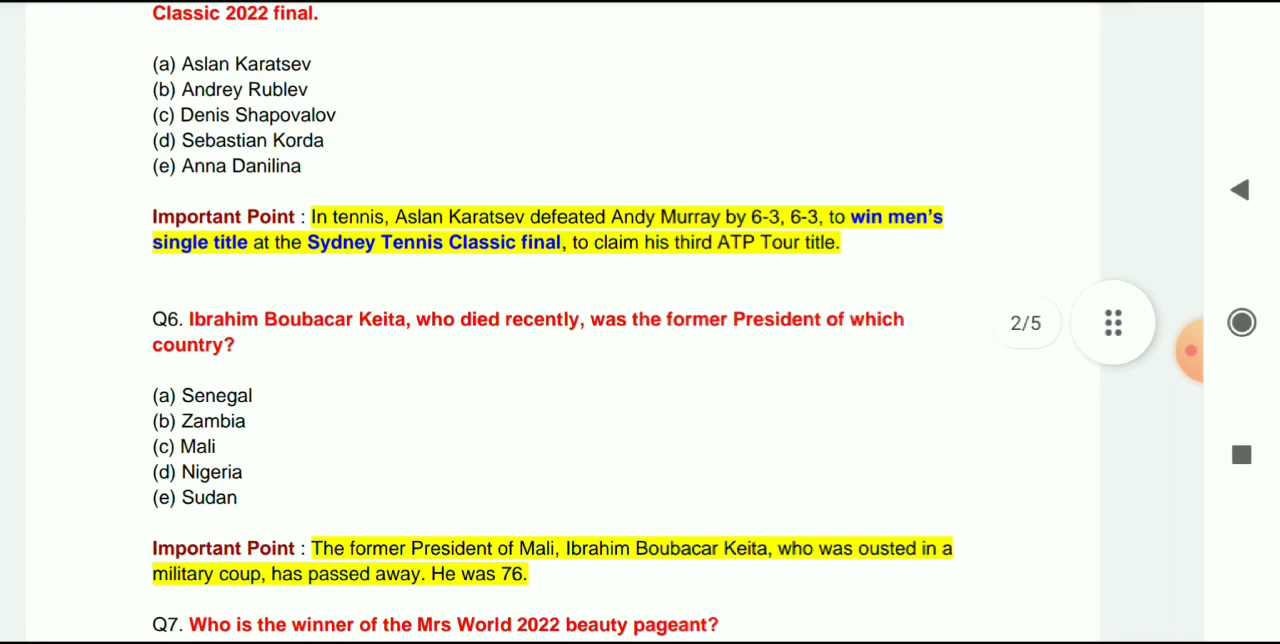 Classic 2022 final.
(a) Aslan Karatsev
(b) Andrey Rublev
(c) Denis Shapovalov
(d) Sebastian Korda
(e) Anna Danilina
Important Point : In tennis, Aslan Karatsev defeated Andy Murray by 6-3, 6-3, to win men's
single title at the Sydney Tennis Classic final, to claim his third ATP Tour title.
Q6. Ibrahim Boubacar Keita, who died recently, was the former President of which
country?
2/5
(a) Senegal
(b) Zambia
(c) Mali
(d) Nigeria
(e) Sudan
Important Point : The former President of Mali, Ibrahim Boubacar Keita, who was ousted in a
military coup, has passed away. He was 76.
Q7. Who is the winner of the Mrs World 2022 beauty pageant?